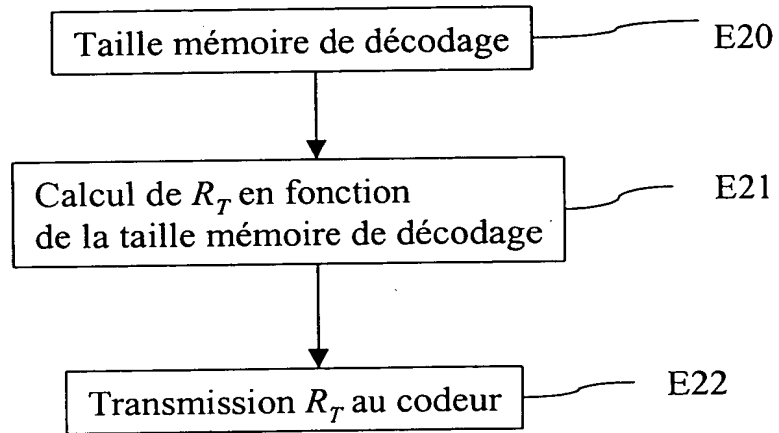 Taille mémoire de décodage
E20
Calcul de R_T en fonction
de la taille mémoire de décodage
E21
Transmission R_T au codeur
E22